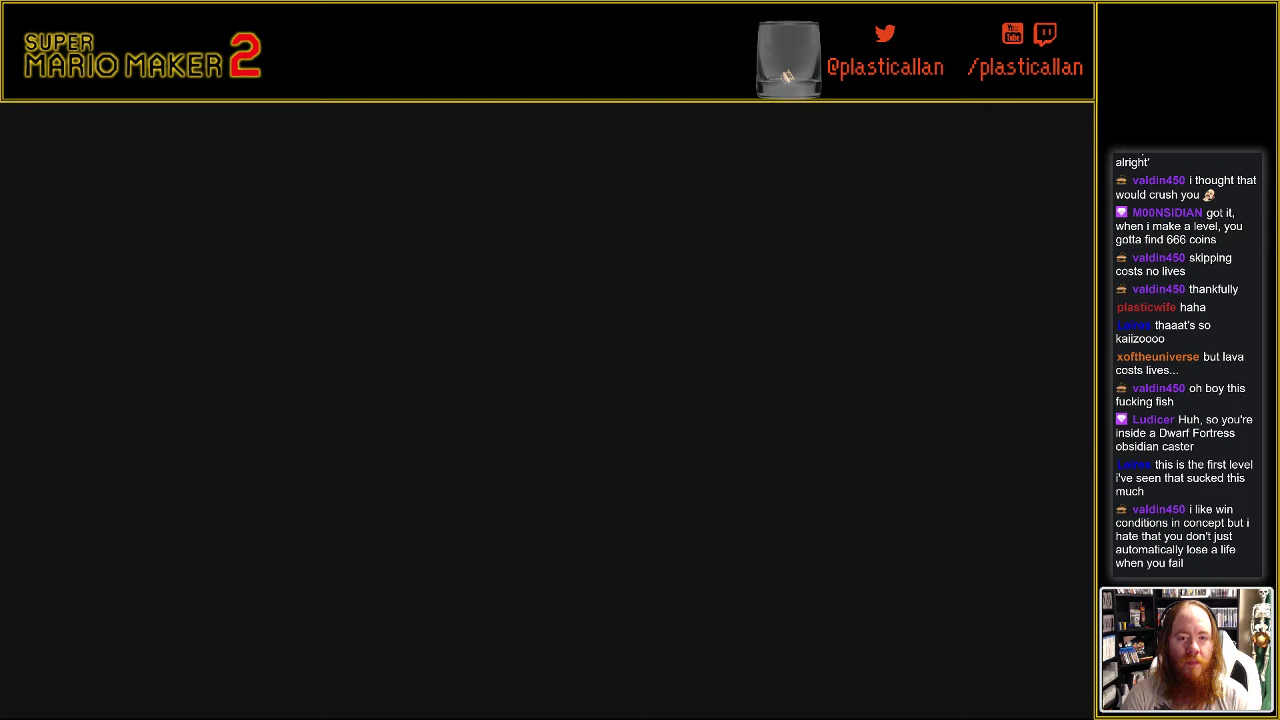 SUPER
MARIO MAKER 2
@plasticallan
You
Tube
/plasticallan
alright'
valdin450 i thought that
would crush you
M00NSIDIAN got it,
when i make a level, you
gotta find 666 coins
valdin450 skipping
costs no lives
valdin450 thankfully
plasticwife haha
thaaat's so
kaiizoooo
xoftheuniverse but lava
costs lives...
valdin450 oh boy this
fucking fish
Ludicer Huh, so you're
inside a Dwarf Fortress
obsidian caster
this is the first level
i've seen that sucked this
much
valdin450 i like win
conditions in concept but i
hate that you don't just
automatically lose a life
when you fail